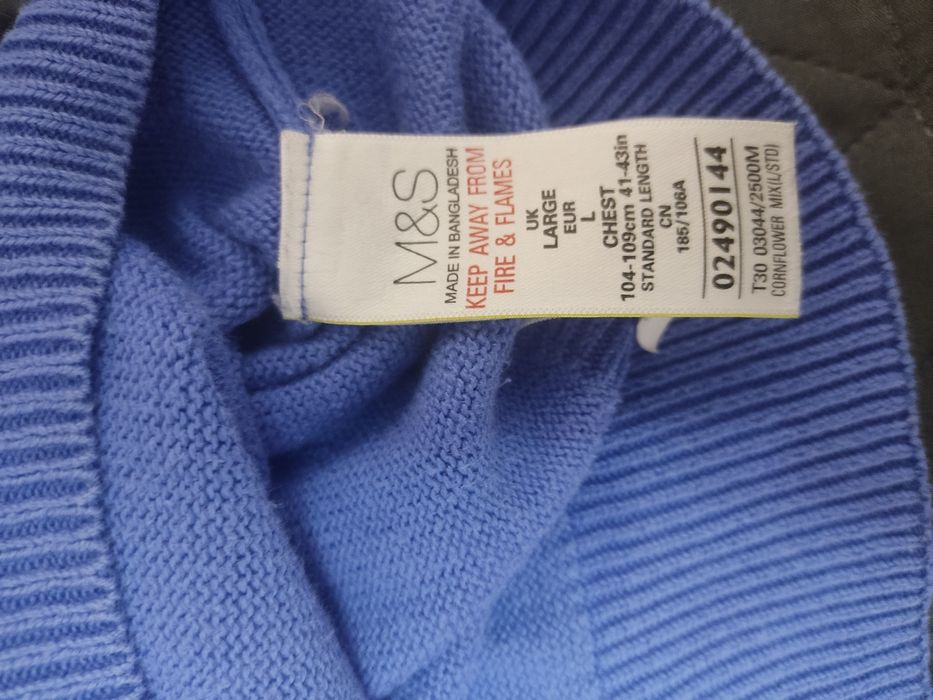 M&S
MADE IN BANGLADESH
KEEP AWAY FROM
FIRE & FLAMES
UK
LARGE
EUR
L
CHEST
104-109cm 41-43in
STANDARD LENGTH
CN
185/108A
02490144
T30 03044/2500M
CORNFLOWER MIX(L/STD)